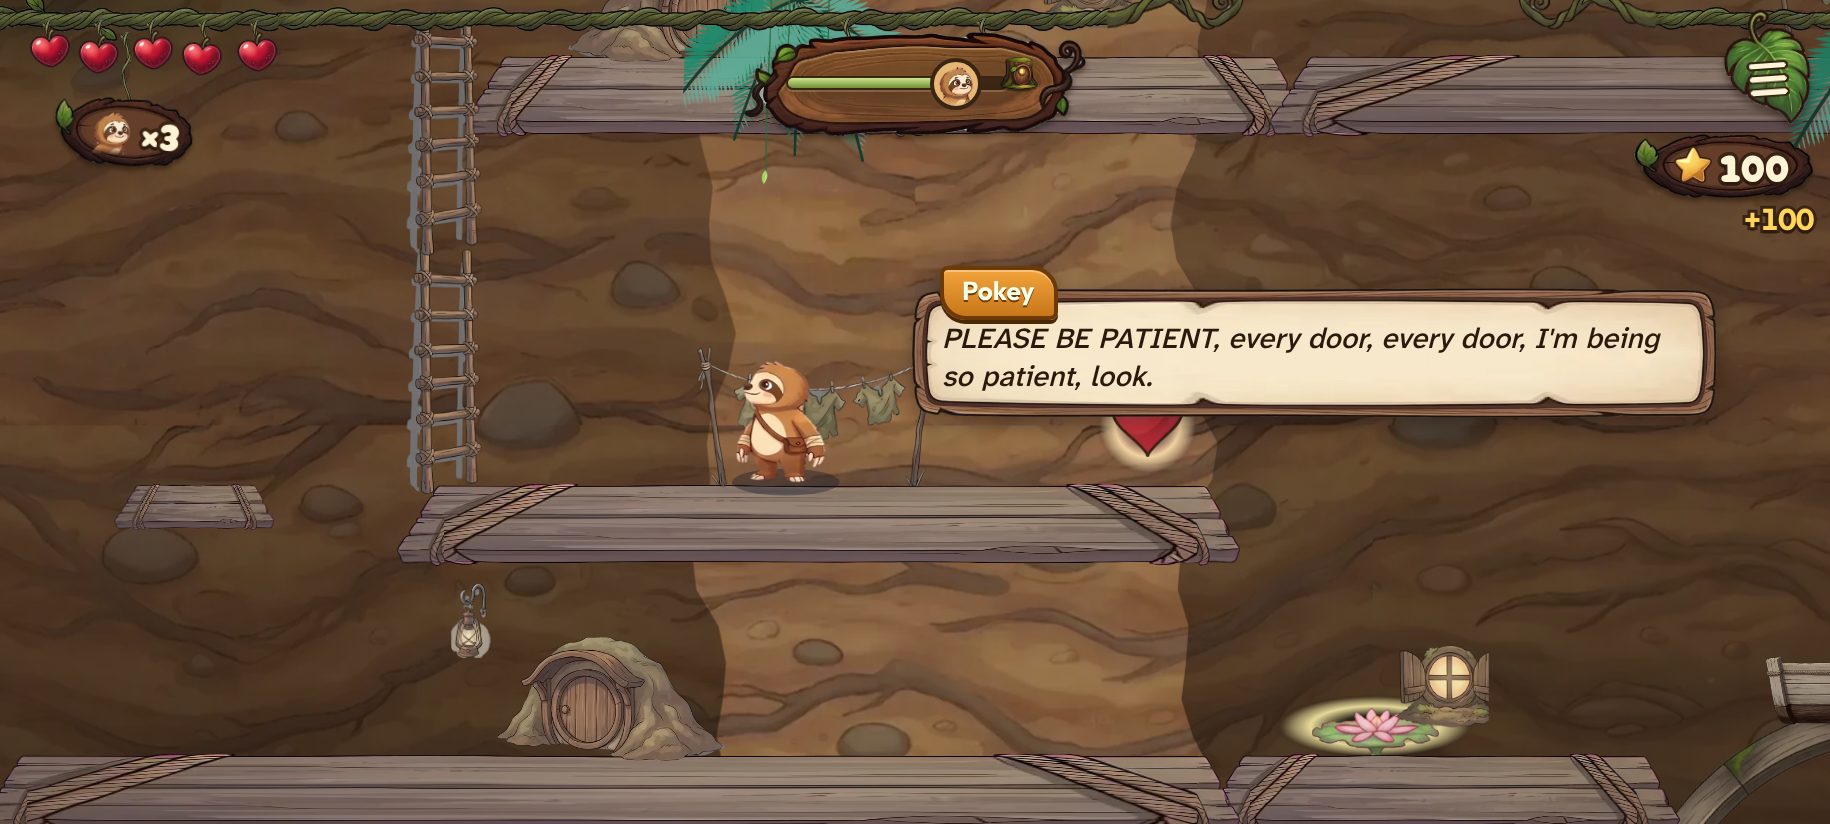 ×3
100
+100
Pokey
PLEASE BE PATIENT, every door, every door, I'm being
so patient, look.